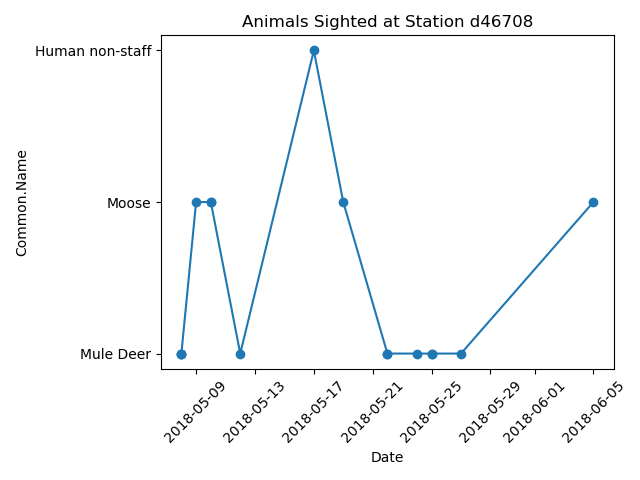 Animals Sighted at Station d46708
Human non-staff
Moose
Mule Deer
Common.Name
2018-05-09
2018-05-13
2018-05-17
2018-05-21
2018-05-25
2018-05-29
2018-06-01
2018-06-05
Date